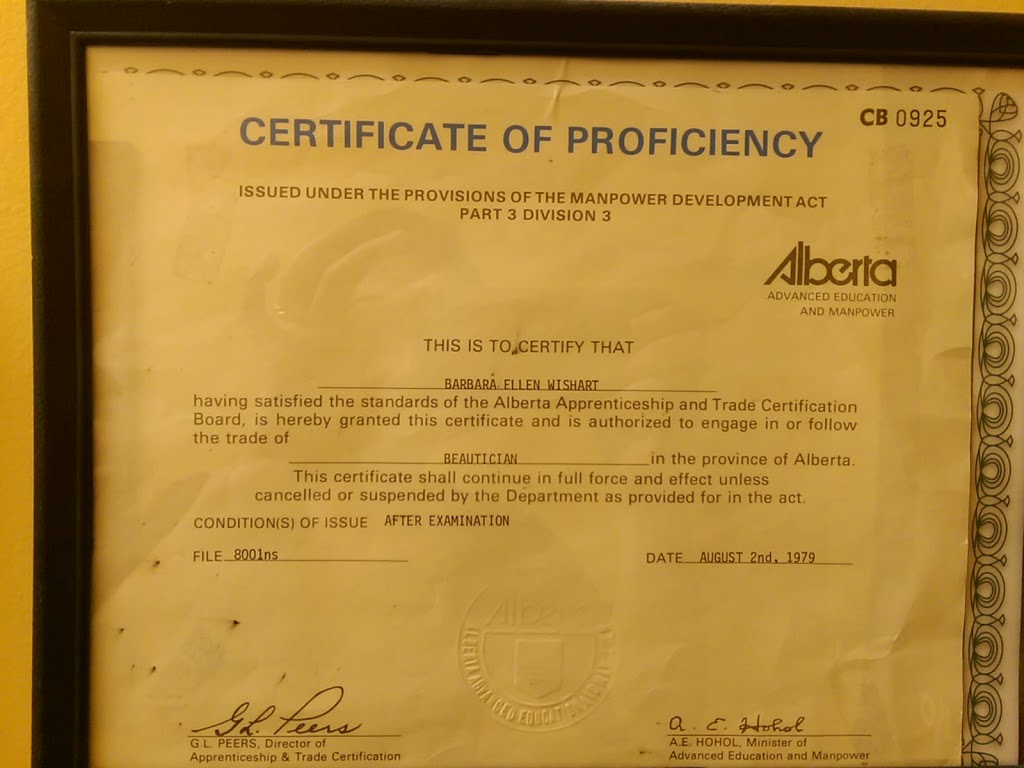 CB 0925
CERTIFICATE OF PROFICIENCY
ISSUED UNDER THE PROVISIONS OF THE MANPOWER DEVELOPMENT ACT
PART 3 DIVISION 3
Alberta
ADVANCED EDUCATION
AND MANPOWER
THIS IS TO CERTIFY THAT
BARBARA ELLEN WISHART
having satisfied the standards of the Alberta Apprenticeship and Trade Certification
Board, is hereby granted this certificate and is authorized to engage in or follow
the trade of
BEAUTICIAN in the province of Alberta.
This certificate shall continue in full force and effect unless
cancelled or suspended by the Department as provided for in the act.
CONDITION(S) OF ISSUE AFTER EXAMINATION
FILE 8001ns DATE AUGUST 2nd, 1979
Alberta
ALBERTA ADVANCED EDUCATION
G.L. Peers
G L. PEERS, Director of
Apprenticeship & Trade Certification
A. E. Hohol
A.E. HOHOL, Minister of
Advanced Education and Manpower